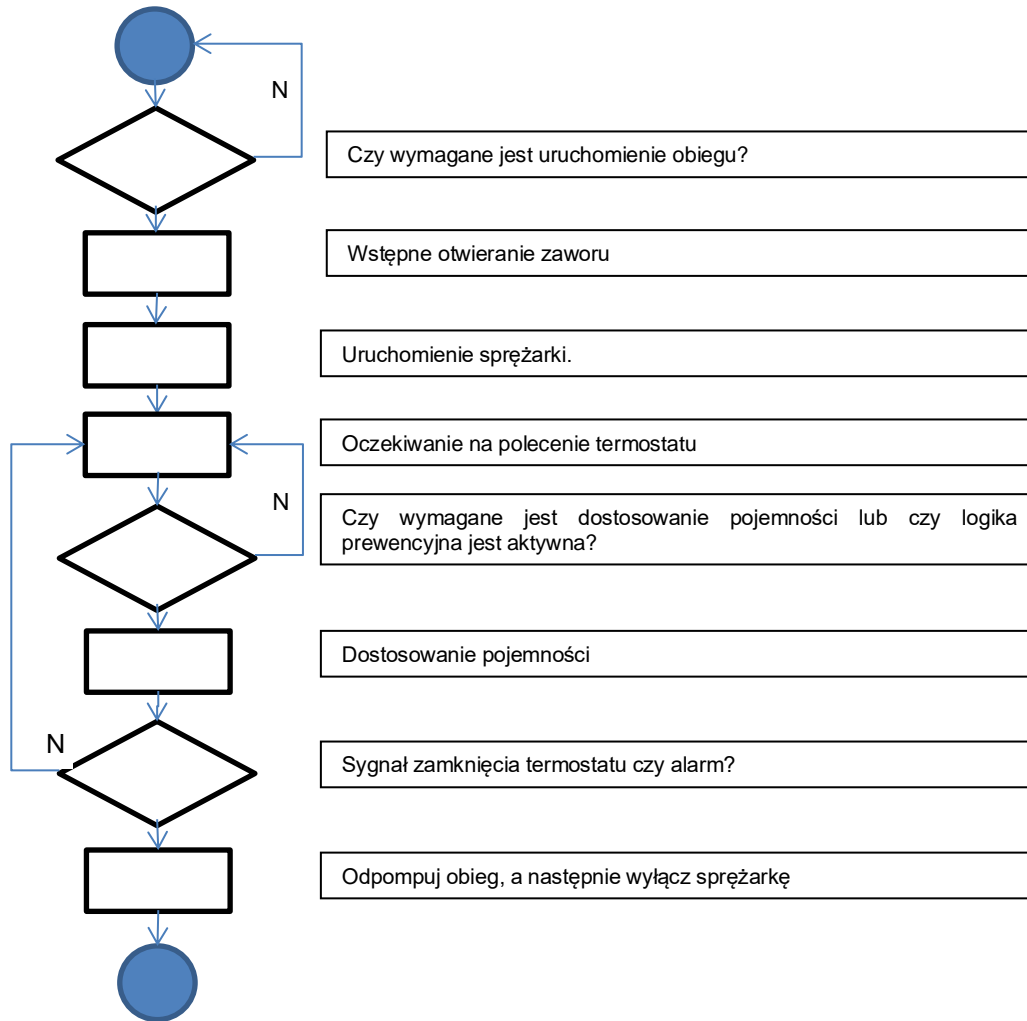 N
Czy wymagane jest uruchomienie obiegu?
Wstępne otwieranie zaworu
Uruchomienie sprężarki.
Oczekiwanie na polecenie termostatu
N
Czy wymagane jest dostosowanie pojemności lub czy logika
prewencyjna jest aktywna?
Dostosowanie pojemności
N
Sygnał zamknięcia termostatu czy alarm?
Odpompuj obieg, a następnie wyłącz sprężarkę